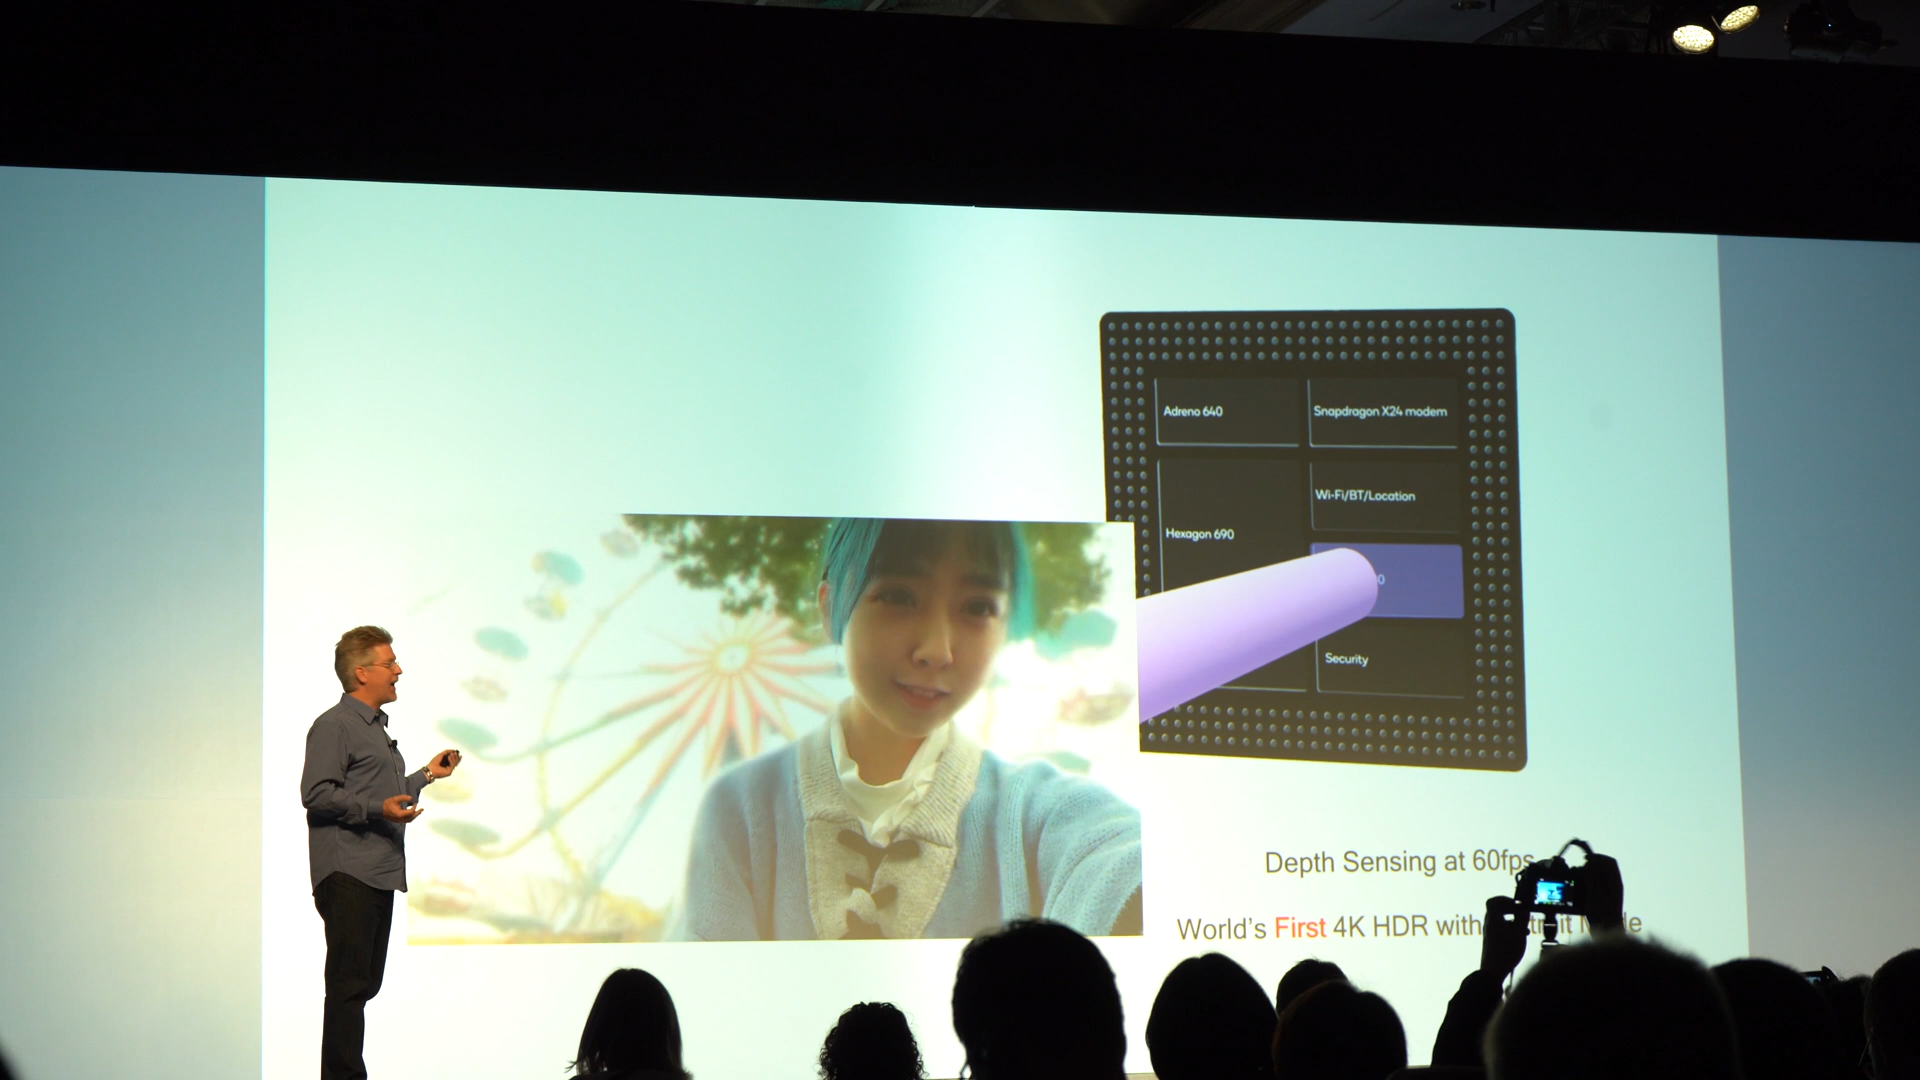 Adreno 640
Snapdragon X24 modem
Wi-Fi/BT/Location
Hexagon 690
0
Security
Depth Sensing at 60fps
World's First 4K HDR with